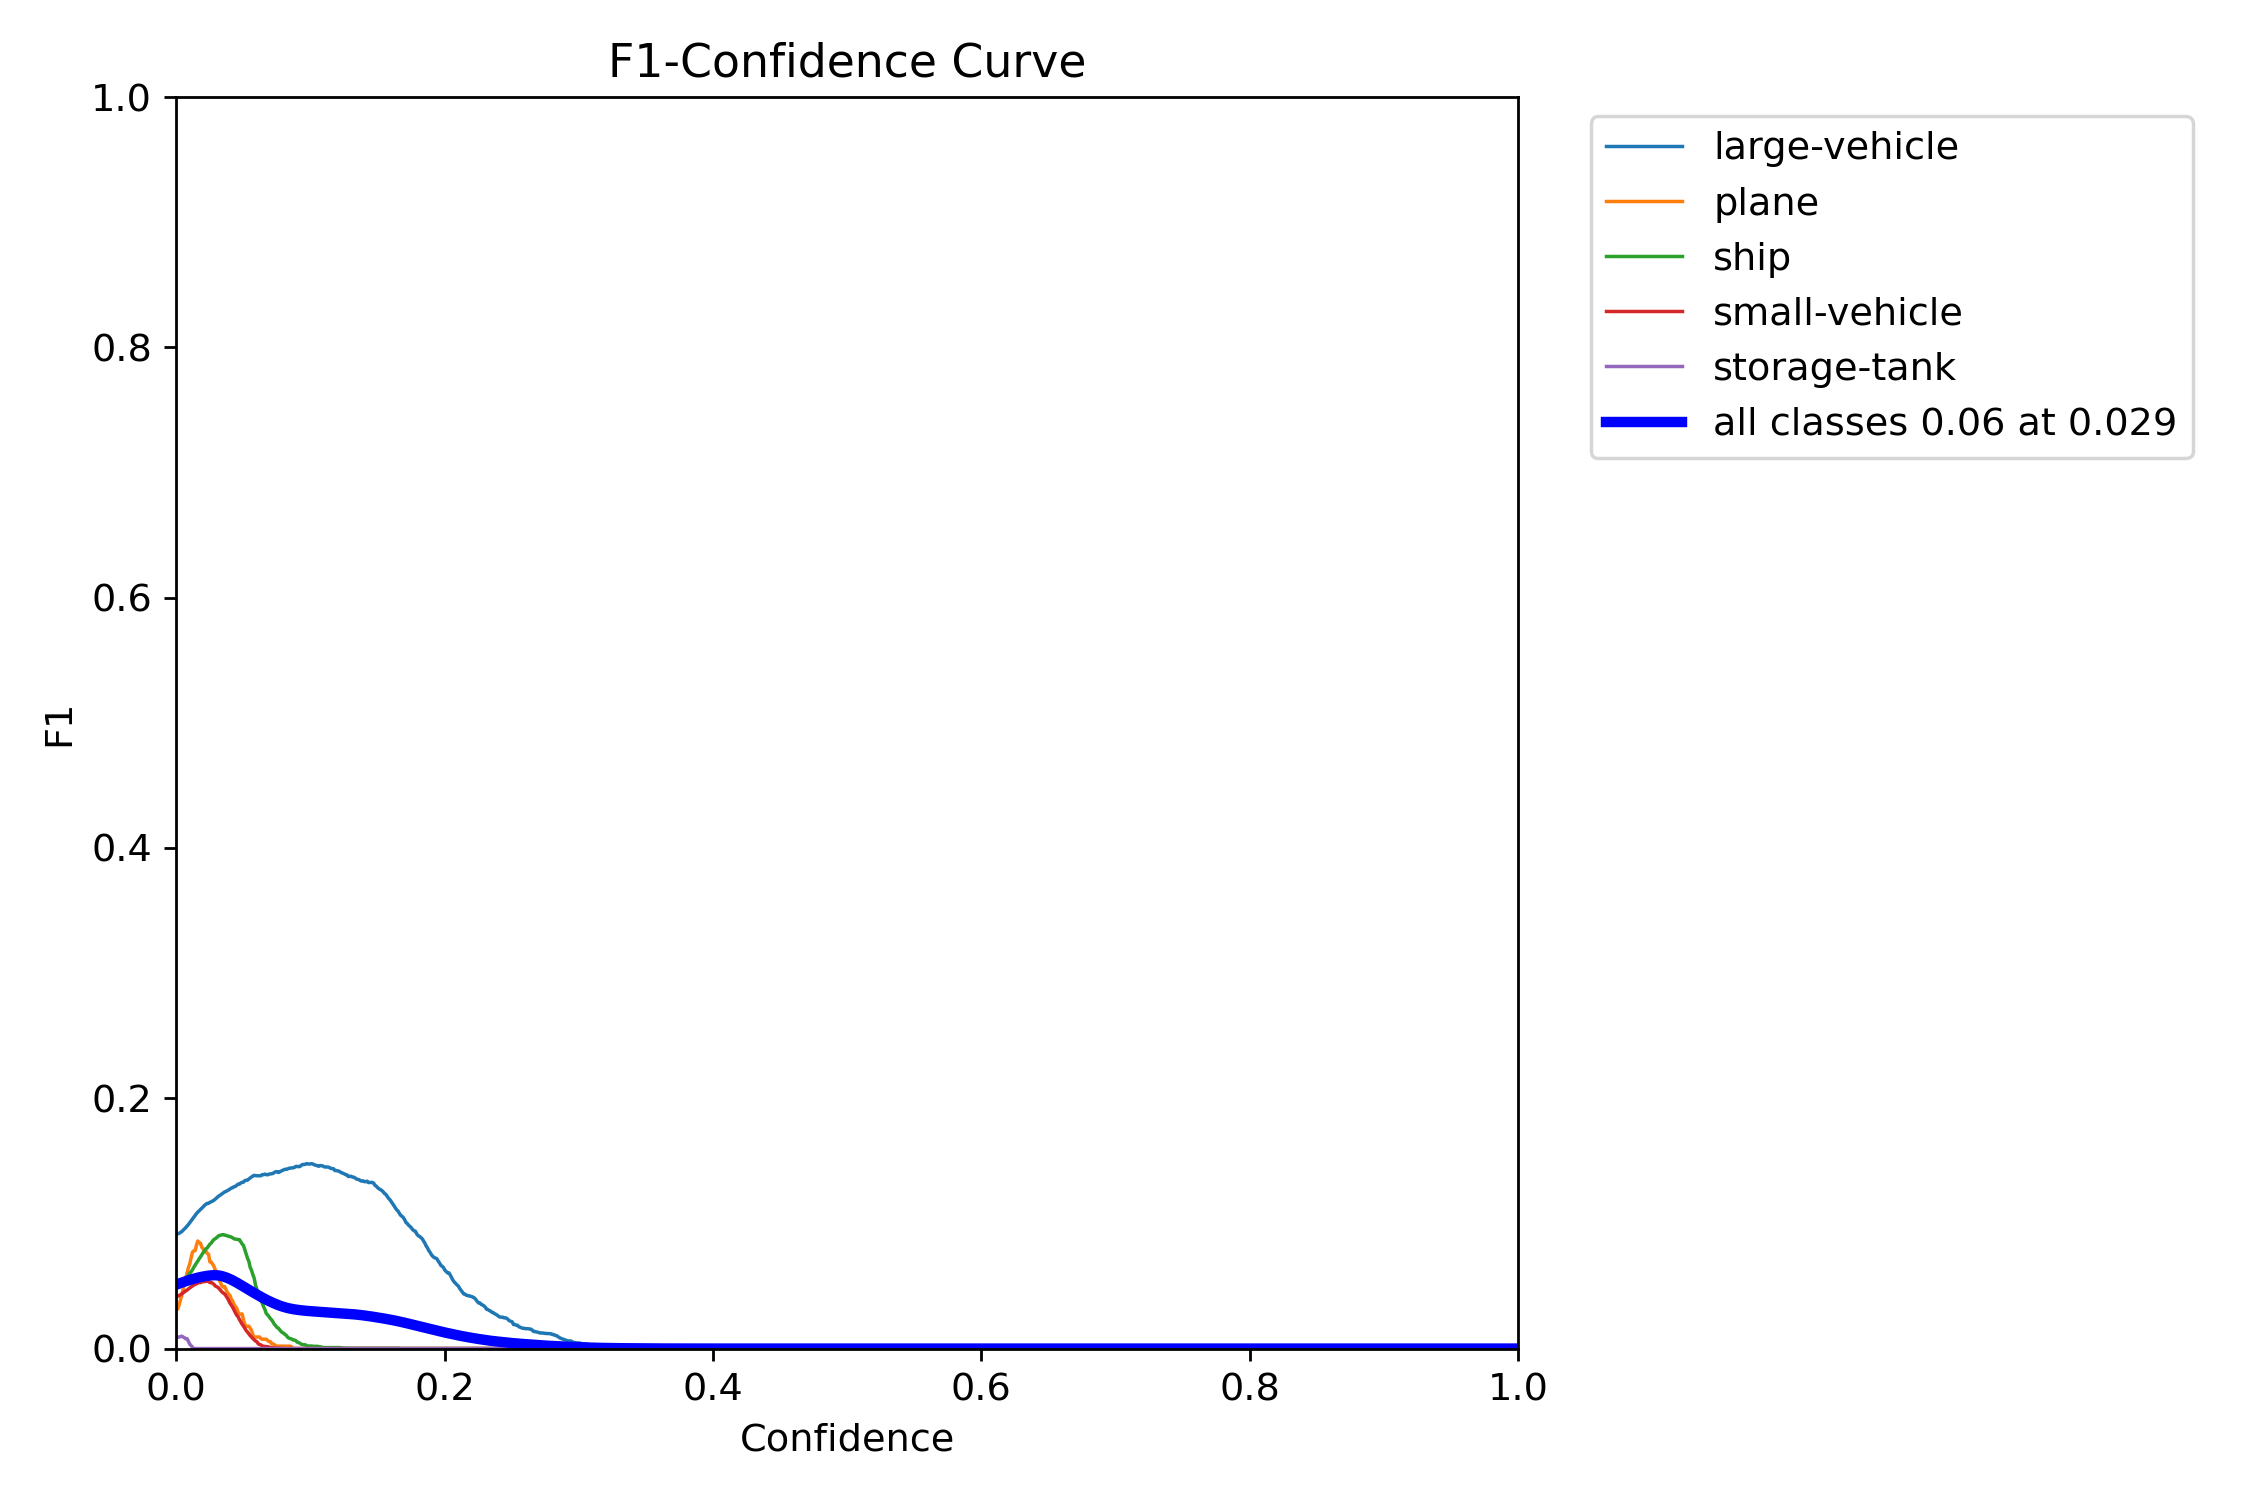 F1-Confidence Curve
1.0
0.8
0.6
0.4
0.2
0.0
F1
0.0 0.2 0.4 0.6 0.8 1.0
Confidence
large-vehicle
plane
ship
small-vehicle
storage-tank
all classes 0.06 at 0.029